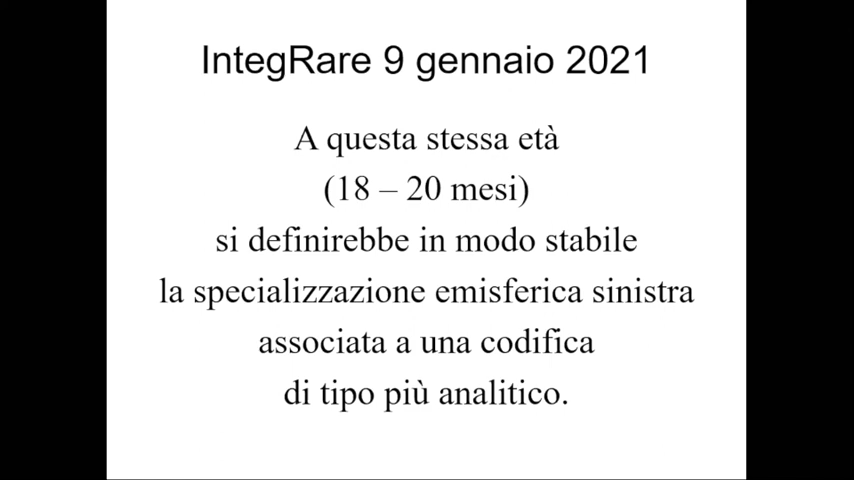 IntegRare 9 gennaio 2021
A questa stessa età
(18 – 20 mesi)
si definirebbe in modo stabile
la specializzazione emisferica sinistra
associata a una codifica
di tipo più analitico.